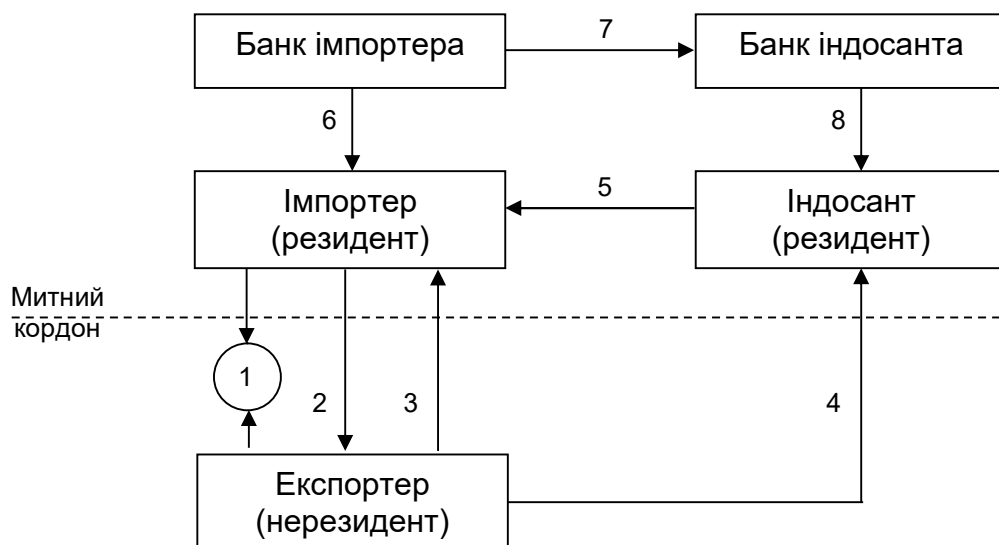 Банк імпортера
7
Банк індосанта
6
8
Імпортер
(резидент)
5
Індосант
(резидент)
Митний
кордон
1
2
3
4
Експортер
(нерезидент)